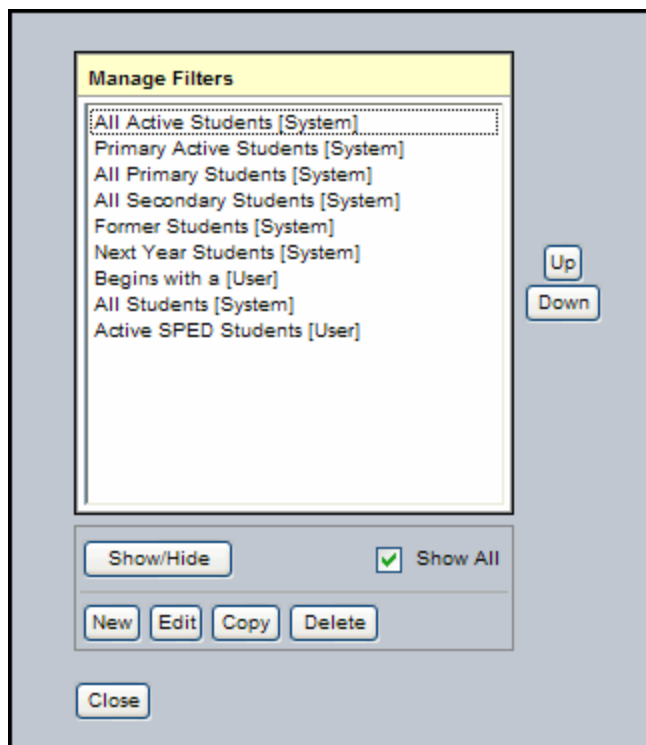 Manage Filters
All Active Students [System]
Primary Active Students [System]
All Primary Students [System]
All Secondary Students [System]
Former Students [System]
Next Year Students [System]
Begins with a [User]
All Students [System]
Active SPED Students [User]
Up
Down
Show/Hide Show All
New Edit Copy Delete
Close